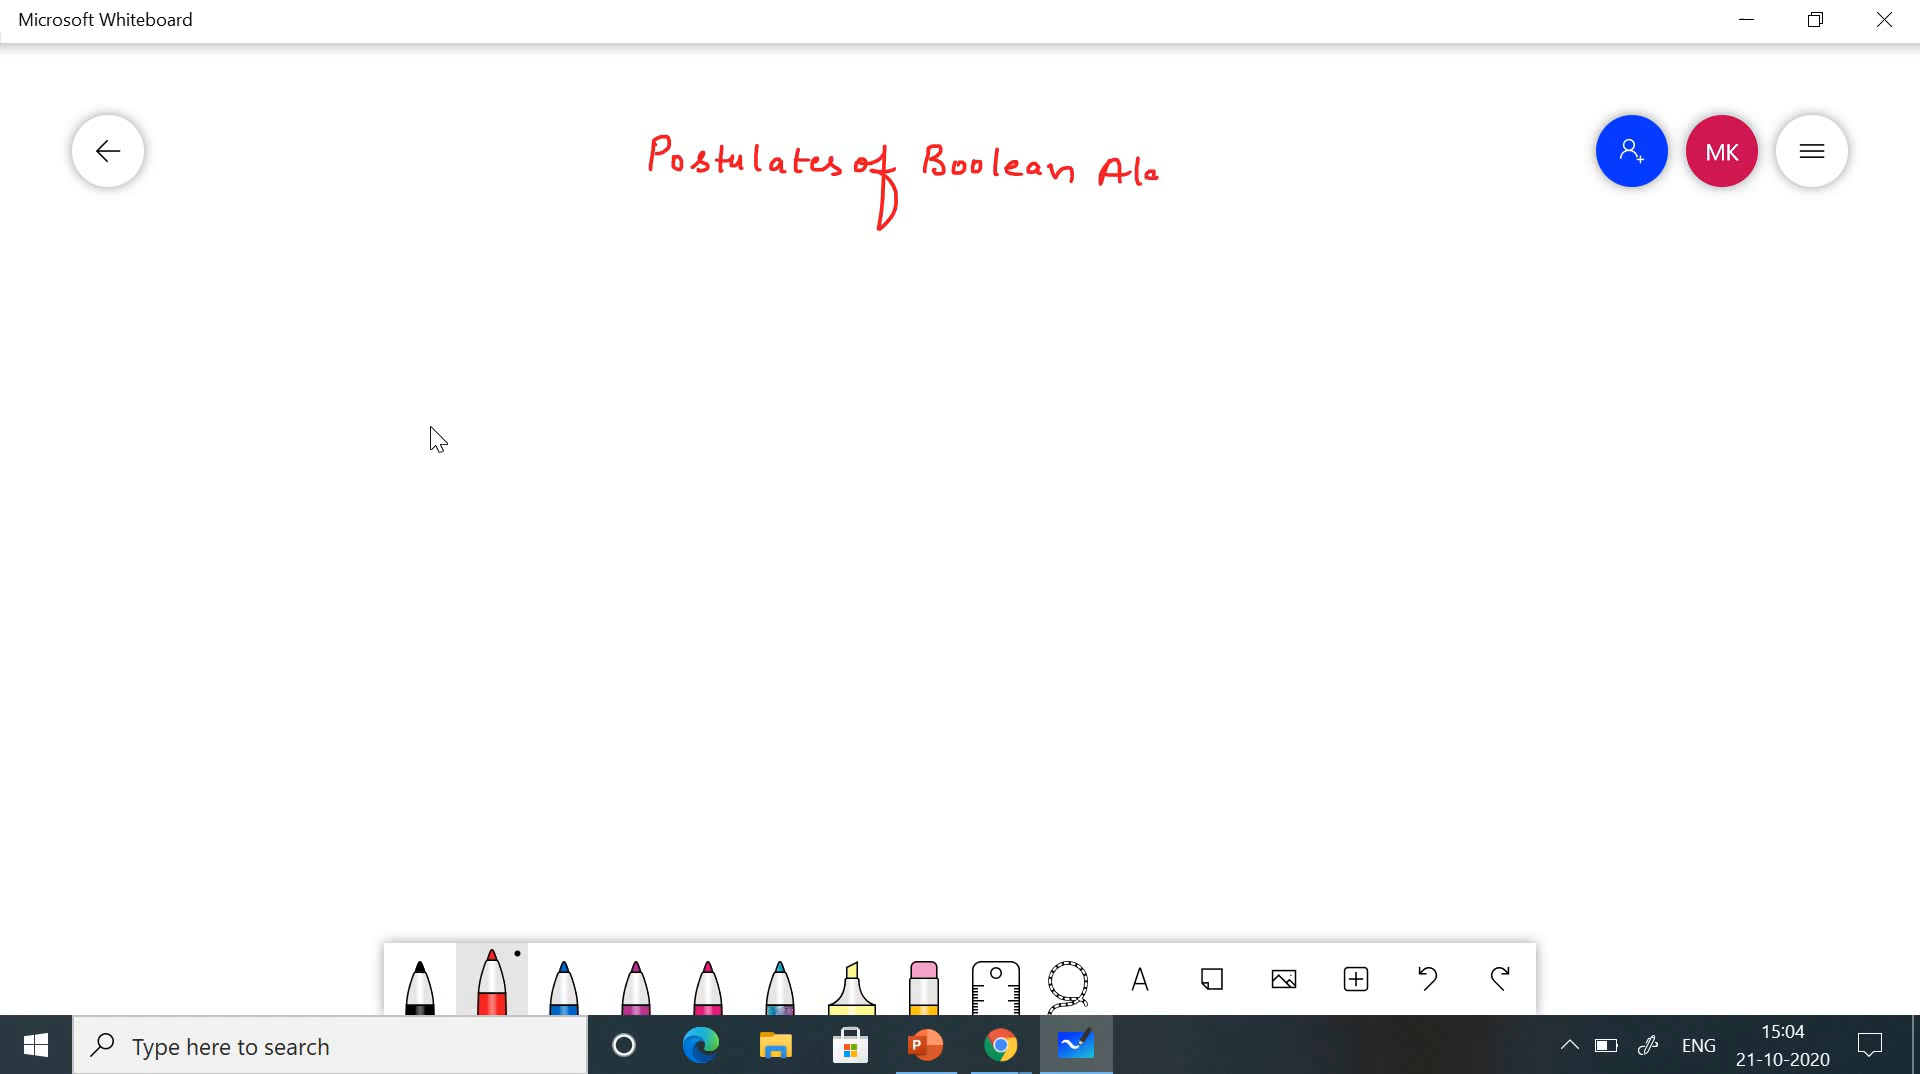 Microsoft Whiteboard
Postulates of Boolean Ala
MK
A
Type here to search
ENG
15:04
21-10-2020